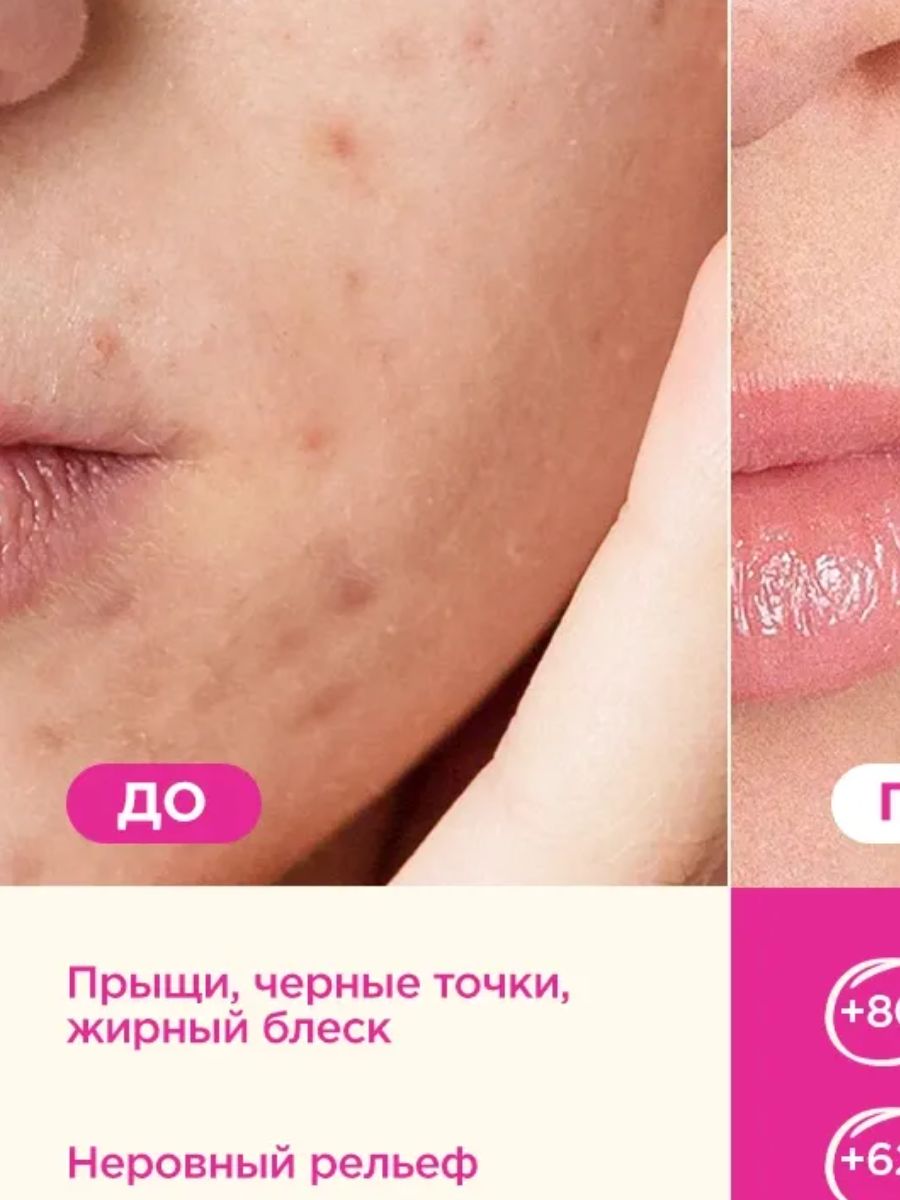 ДО
Прыщи, черные точки,
жирный блеск
Неровный рельеф